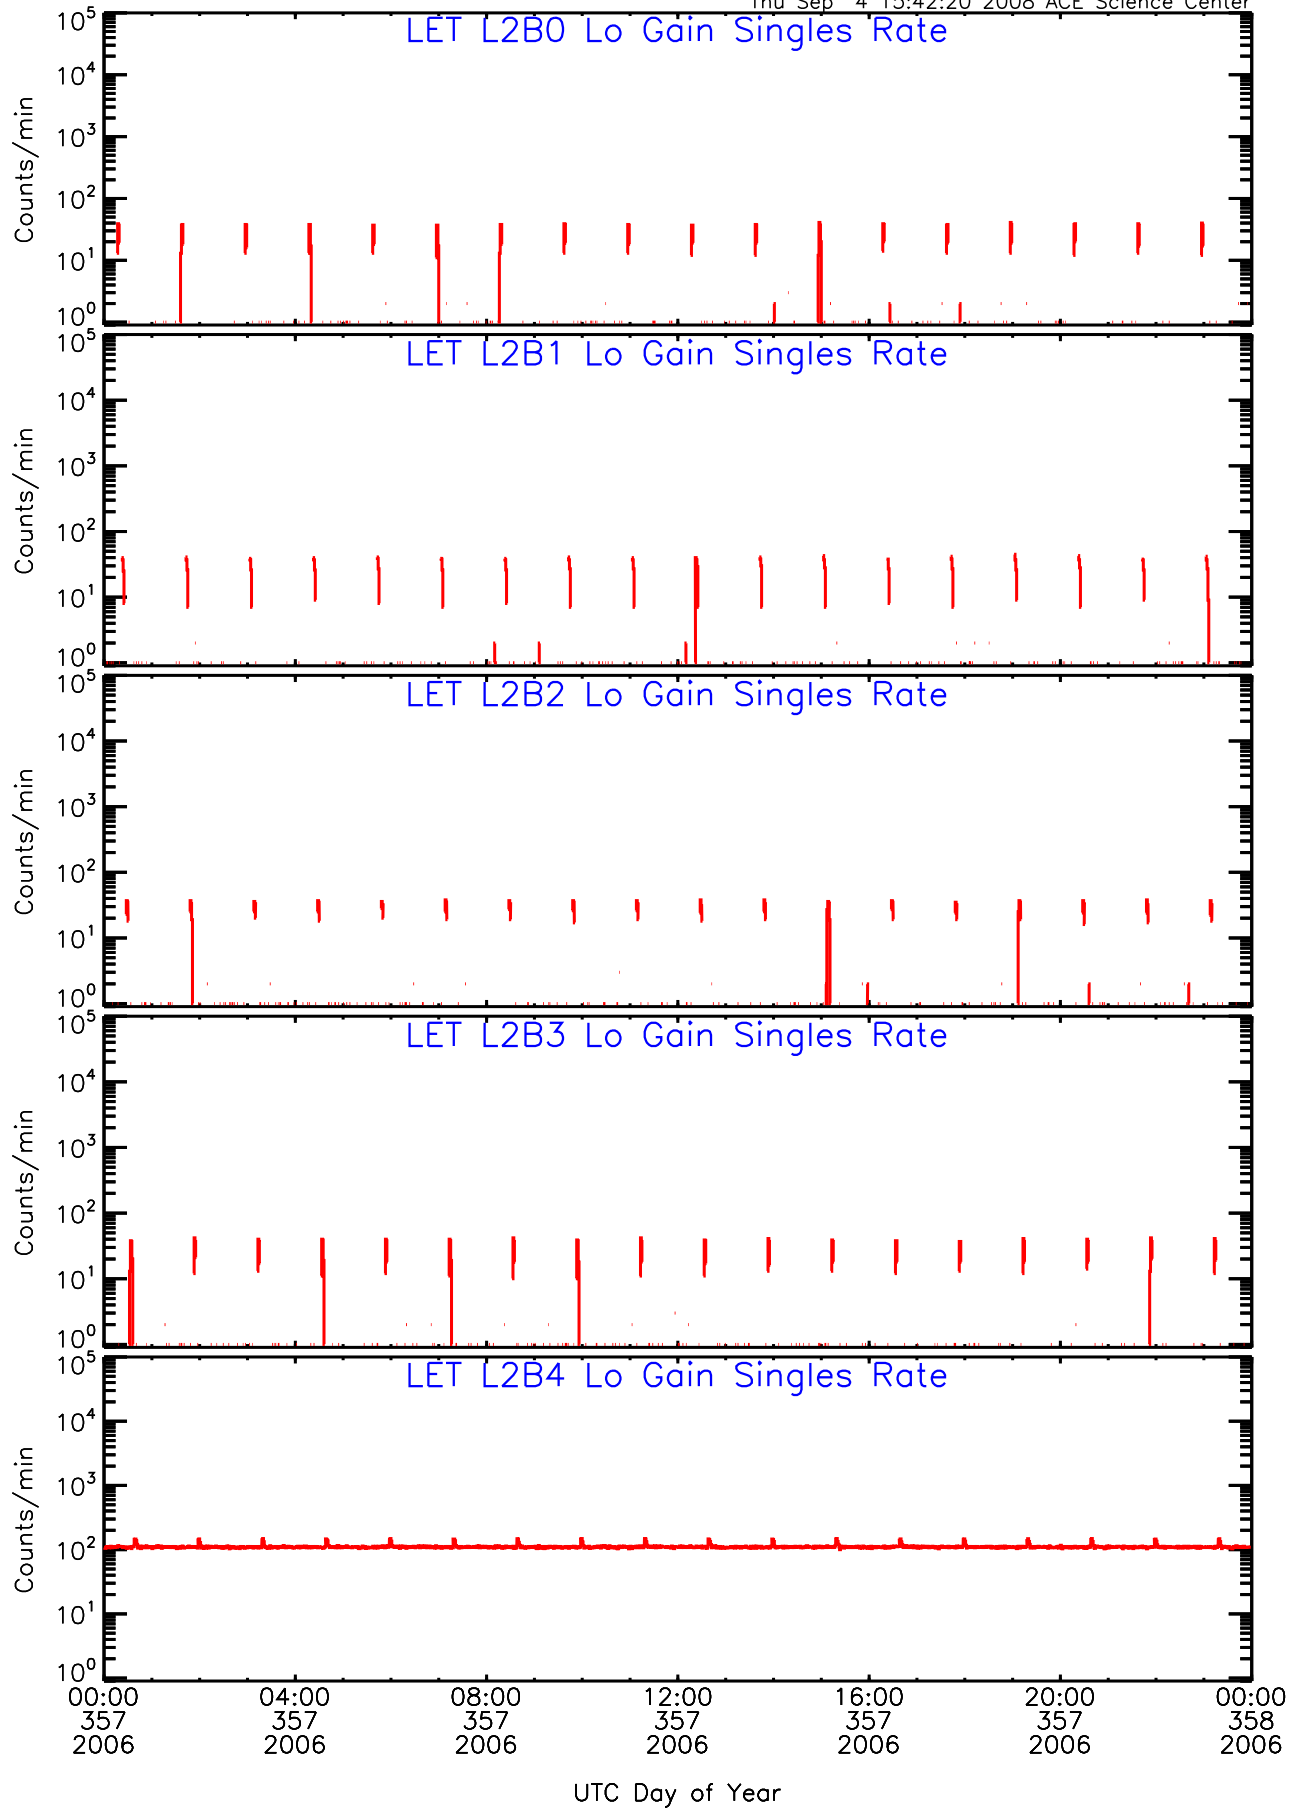 Thu Sep 4 15:42:20 2008 ACE Science Center
LET L2B0 Lo Gain Singles Rate
10^5
10^4
10^3
10^2
10^1
10^0
Counts/min
LET L2B1 Lo Gain Singles Rate
10^5
10^4
10^3
10^2
10^1
10^0
Counts/min
LET L2B2 Lo Gain Singles Rate
10^5
10^4
10^3
10^2
10^1
10^0
Counts/min
LET L2B3 Lo Gain Singles Rate
10^5
10^4
10^3
10^2
10^1
10^0
Counts/min
LET L2B4 Lo Gain Singles Rate
10^5
10^4
10^3
10^2
10^1
10^0
Counts/min
00:00 04:00 08:00 12:00 16:00 20:00 00:00
357 357 357 357 357 357 358
2006 2006 2006 2006 2006 2006 2006
UTC Day of Year